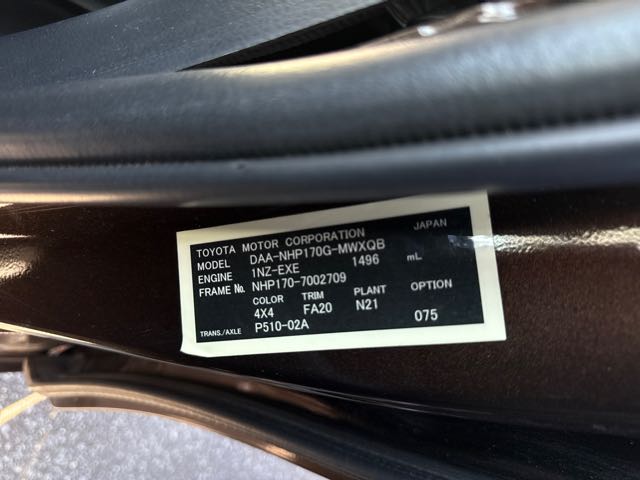 TOYOTA MOTOR CORPORATION JAPAN
MODEL DAA-NHP170G-MWXQB
ENGINE 1NZ-EXE 1496 mL
FRAME No. NHP170-7002709
COLOR TRIM PLANT OPTION
4X4 FA20 N21
TRANS./AXLE P510-02A 075